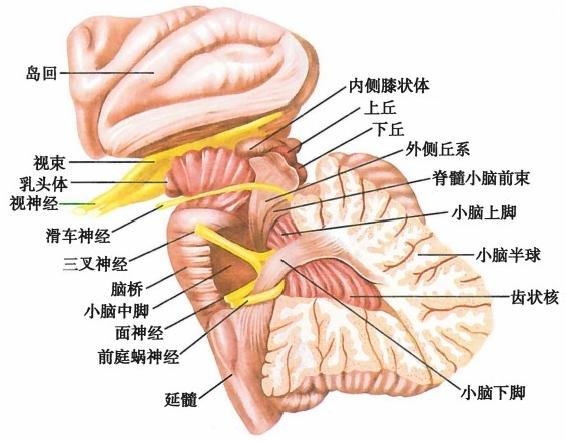 岛回
视束
乳头体
视神经
滑车神经
三叉神经
脑桥
小脑中脚
面神经
前庭蜗神经
延髓
内侧膝状体
上丘
下丘
外侧丘系
脊髓小脑前束
小脑上脚
小脑半球
齿状核
小脑下脚